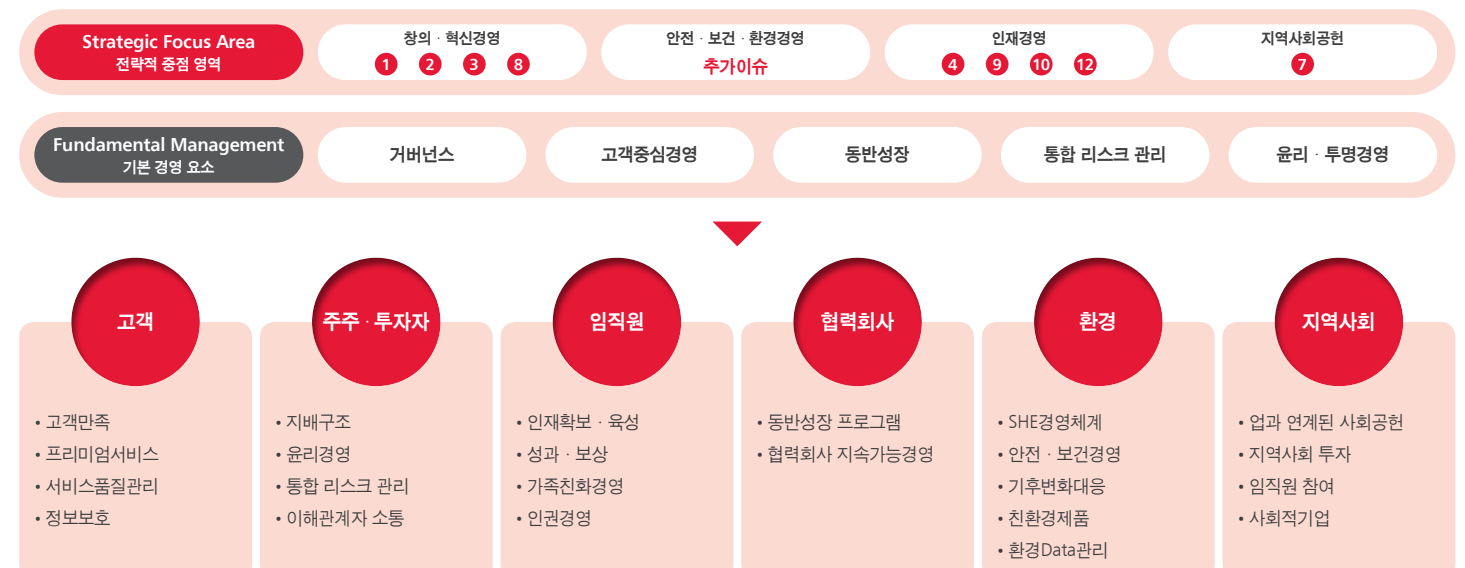 Strategic Focus Area
전략적 중점 영역
창의 · 혁신경영
1 2 3 8
안전 · 보건 · 환경경영
추가이슈
인재경영
4 9 10 12
지역사회공헌
7
Fundamental Management
기본 경영 요소
거버넌스
고객중심경영
동반성장
통합 리스크 관리
윤리 · 투명경영
고객
• 고객만족
• 프리미엄서비스
• 서비스품질관리
• 정보보호
주주 · 투자자
• 지배구조
• 윤리경영
• 통합 리스크 관리
• 이해관계자 소통
임직원
• 인재확보 · 육성
• 성과 · 보상
• 가족친화경영
• 인권경영
협력회사
• 동반성장 프로그램
• 협력회사 지속가능경영
환경
• SHE경영체계
• 안전 · 보건경영
• 기후변화대응
• 친환경제품
• 환경Data관리
지역사회
• 업과 연계된 사회공헌
• 지역사회 투자
• 임직원 참여
• 사회적기업